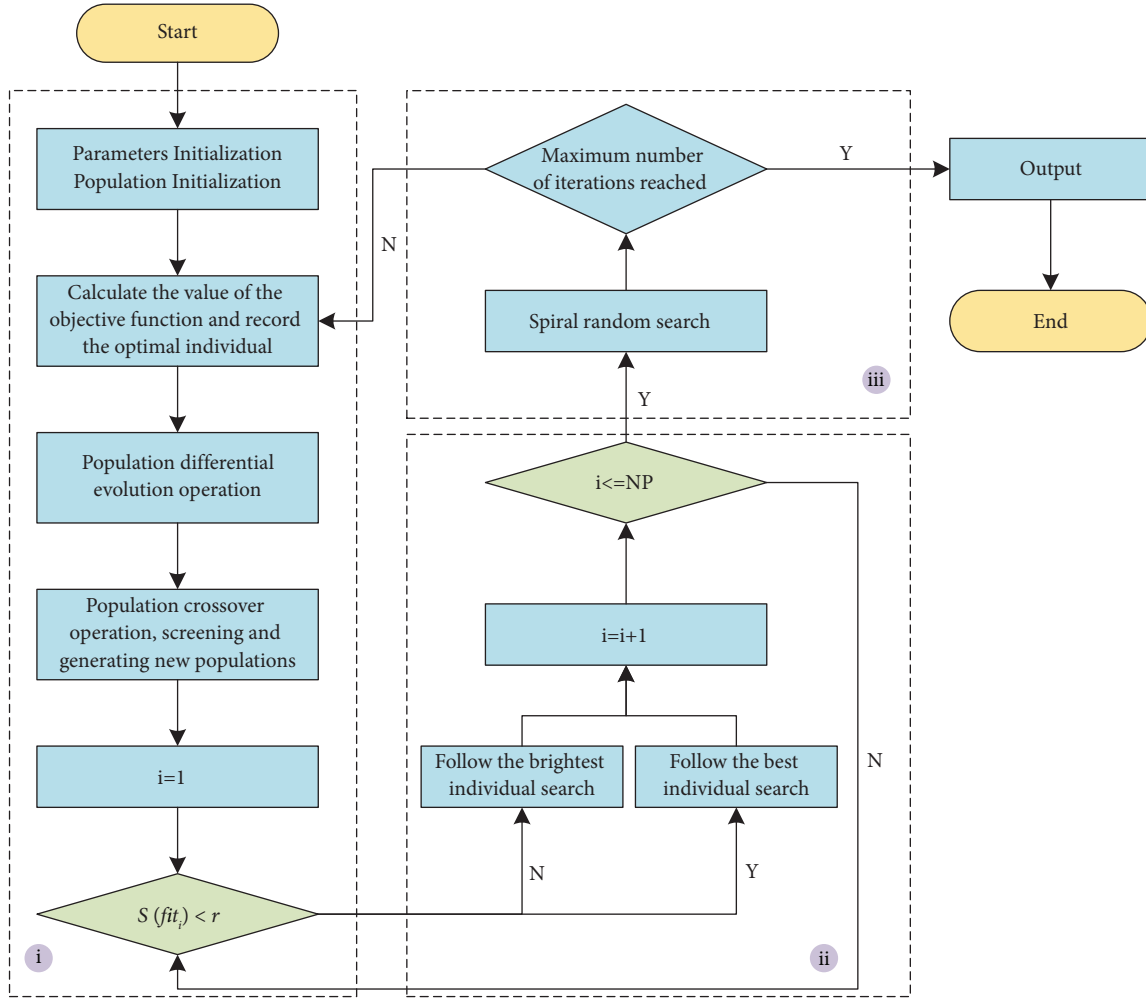 Start
Parameters Initialization
Population Initialization
Calculate the value of the
objective function and record
the optimal individual
Population differential
evolution operation
Population crossover
operation, screening and
generating new populations
i=1
S (fit_i) < r
i
N
Maximum number
of iterations reached
Y
Spiral random search
iii
Y
i<=NP
i=i+1
Follow the brightest
individual search
Follow the best
individual search
N
N
Y
ii
Output
End